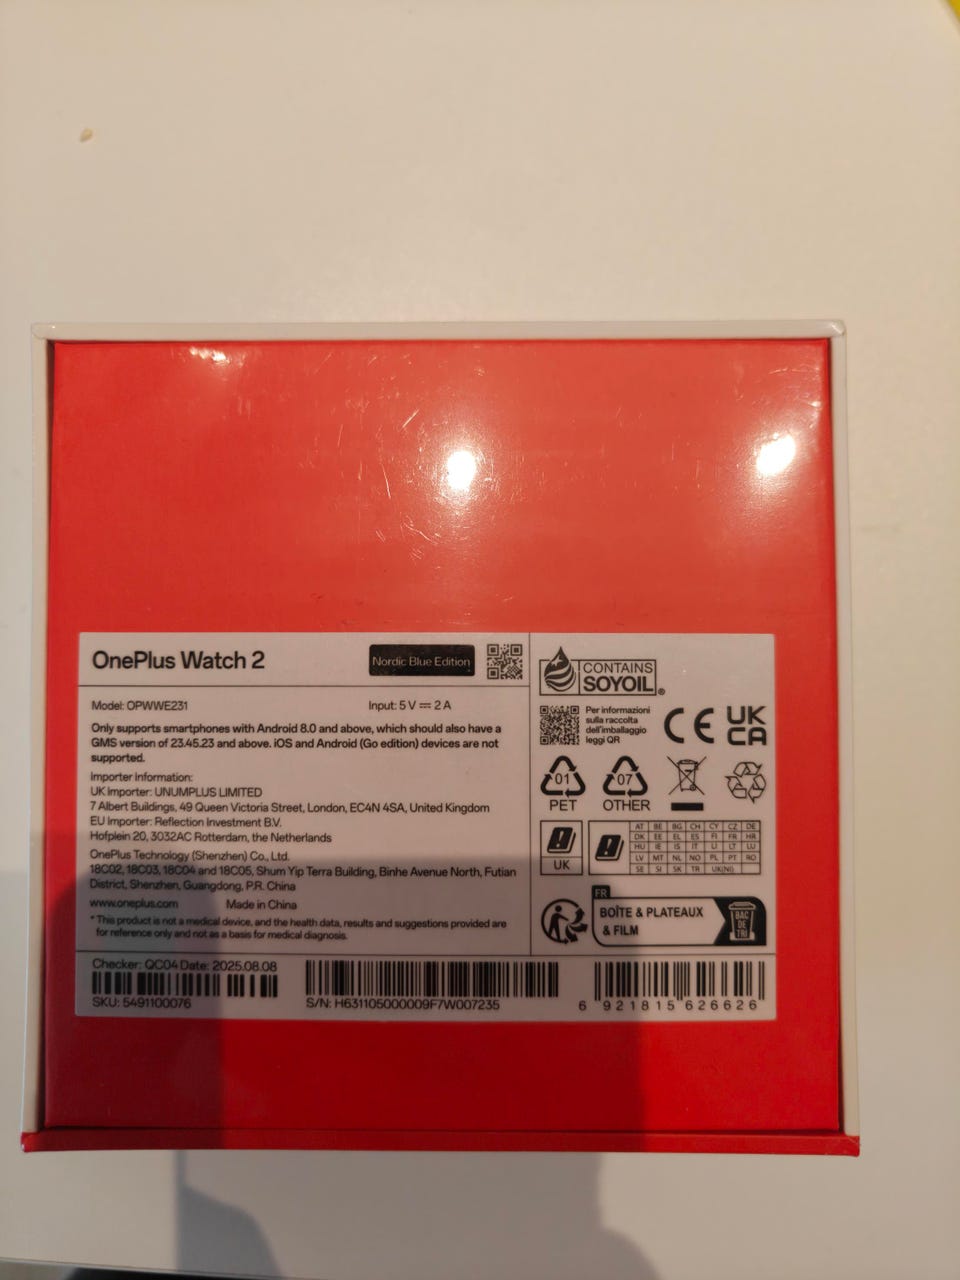 OnePlus Watch 2
Nordic Blue Edition
Model: OPWWE231
Input: 5 V ⎓ 2 A
Only supports smartphones with Android 8.0 and above, which should also have a
GMS version of 23.45.23 and above. iOS and Android (Go edition) devices are not
supported.
Importer Information:
UK Importer: UNUMPLUS LIMITED
7 Albert Buildings, 49 Queen Victoria Street, London, EC4N 4SA, United Kingdom
EU Importer: Reflection Investment B.V.
Hofplein 20, 3032AC Rotterdam, the Netherlands
OnePlus Technology (Shenzhen) Co., Ltd.
18C02, 18C03, 18C04 and 18C05, Shum Yip Terra Building, Binhe Avenue North, Futian
District, Shenzhen, Guangdong, P.R. China
www.oneplus.com
Made in China
* This product is not a medical device, and the health data, results and suggestions provided are
for reference only and not as a basis for medical diagnosis.
CONTAINS
SOYOIL®
Per informazioni
sulla raccolta
dell'imballaggio
leggi QR
CE
UK
CA
01
PET
07
OTHER
UK
AT BE BG CH CY CZ DE
DK EE EL ES FI FR HR
HU IE IS IT LI LT LU
LV MT NL NO PL PT RO
SE SI SK TR UK(NI)
FR
BOÎTE & PLATEAUX
& FILM
BAC
DE
TRI
Checker: QC04 Date: 2025.08.08
SKU: 5491100076
S/N: H631105000009F7W007235
6 921815 626626